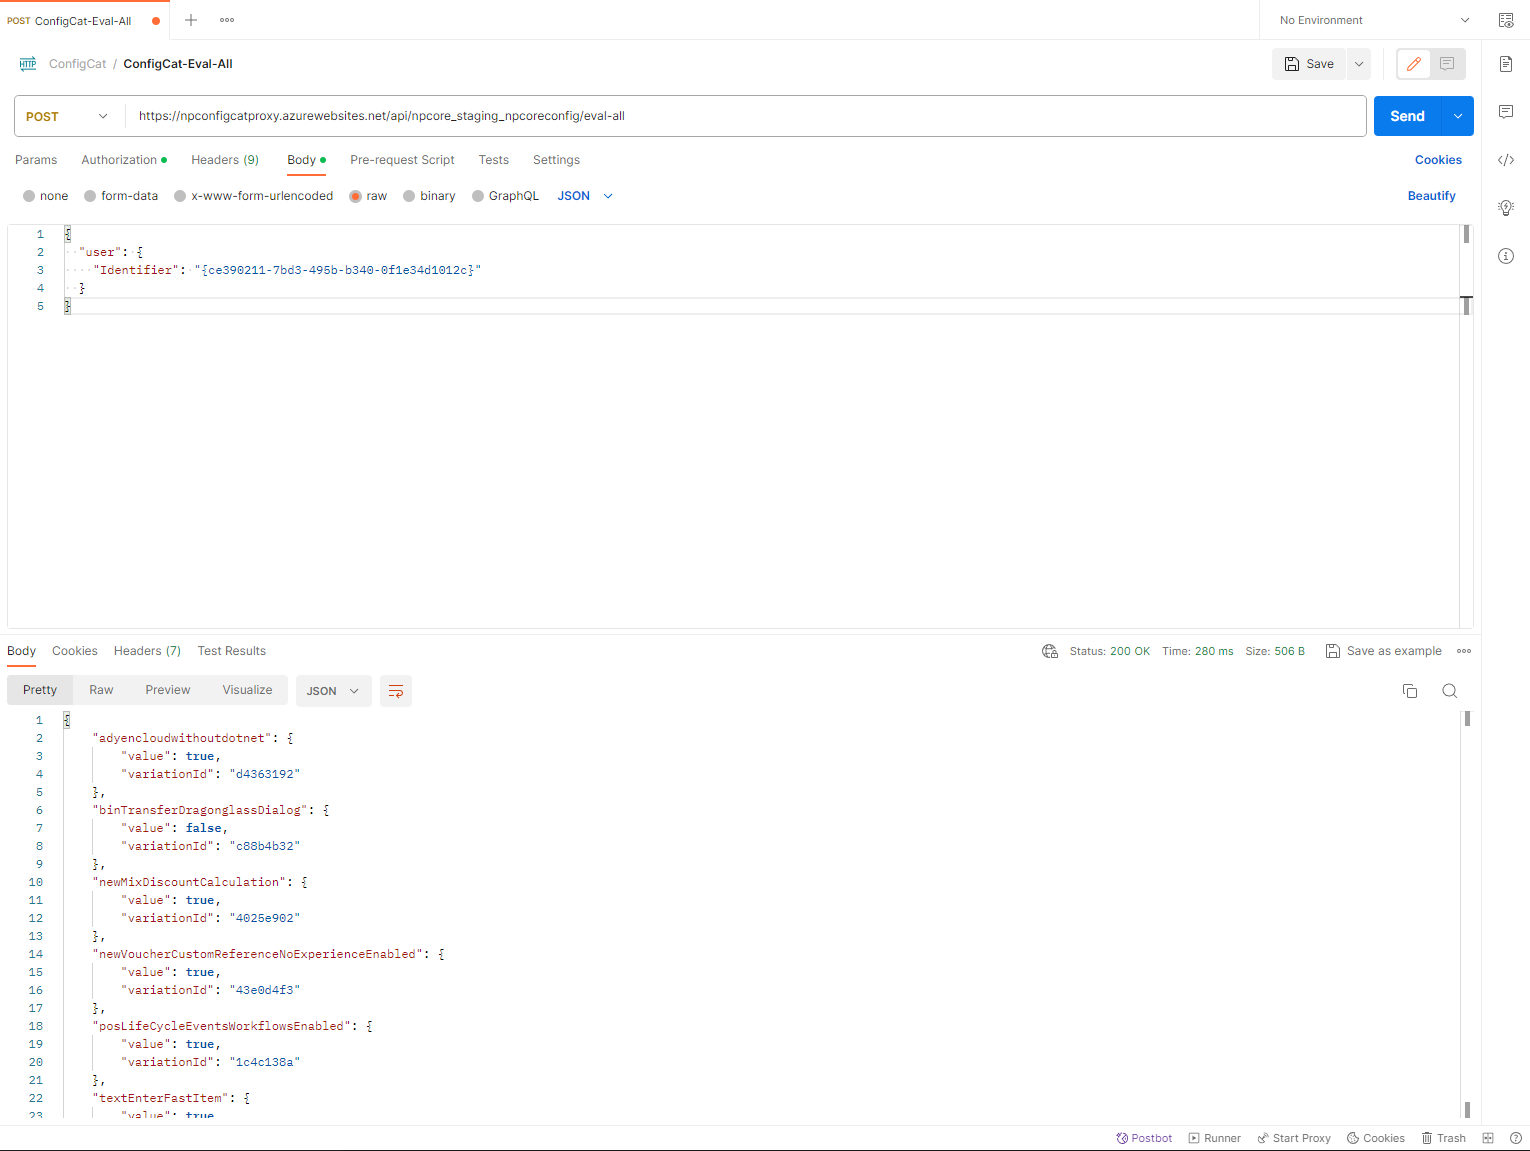 POST ConfigCat-Eval-All
No Environment
HTTP ConfigCat / ConfigCat-Eval-All
Save
POST https://npconfigcatproxy.azurewebsites.net/api/npcore_staging_npcoreconfig/eval-all Send
Params Authorization Headers (9) Body Pre-request Script Tests Settings Cookies
none form-data x-www-form-urlencoded raw binary GraphQL JSON Beautify
1 {
2 "user": {
3 "Identifier": "{ce390211-7bd3-495b-b340-0f1e34d1012c}"
4 }
5 }
Body Cookies Headers (7) Test Results Status: 200 OK Time: 280 ms Size: 506 B Save as example
Pretty Raw Preview Visualize JSON
1 {
2 "adyencloudwithoutdotnet": {
3 "value": true,
4 "variationId": "d4363192"
5 },
6 "binTransferDragonglassDialog": {
7 "value": false,
8 "variationId": "c88b4b32"
9 },
10 "newMixDiscountCalculation": {
11 "value": true,
12 "variationId": "4025e902"
13 },
14 "newVoucherCustomReferenceNoExperienceEnabled": {
15 "value": true,
16 "variationId": "43e0d4f3"
17 },
18 "posLifeCycleEventsWorkflowsEnabled": {
19 "value": true,
20 "variationId": "1c4c138a"
21 },
22 "textEnterFastItem": {
23 "value": true
Postbot Runner Start Proxy Cookies Trash